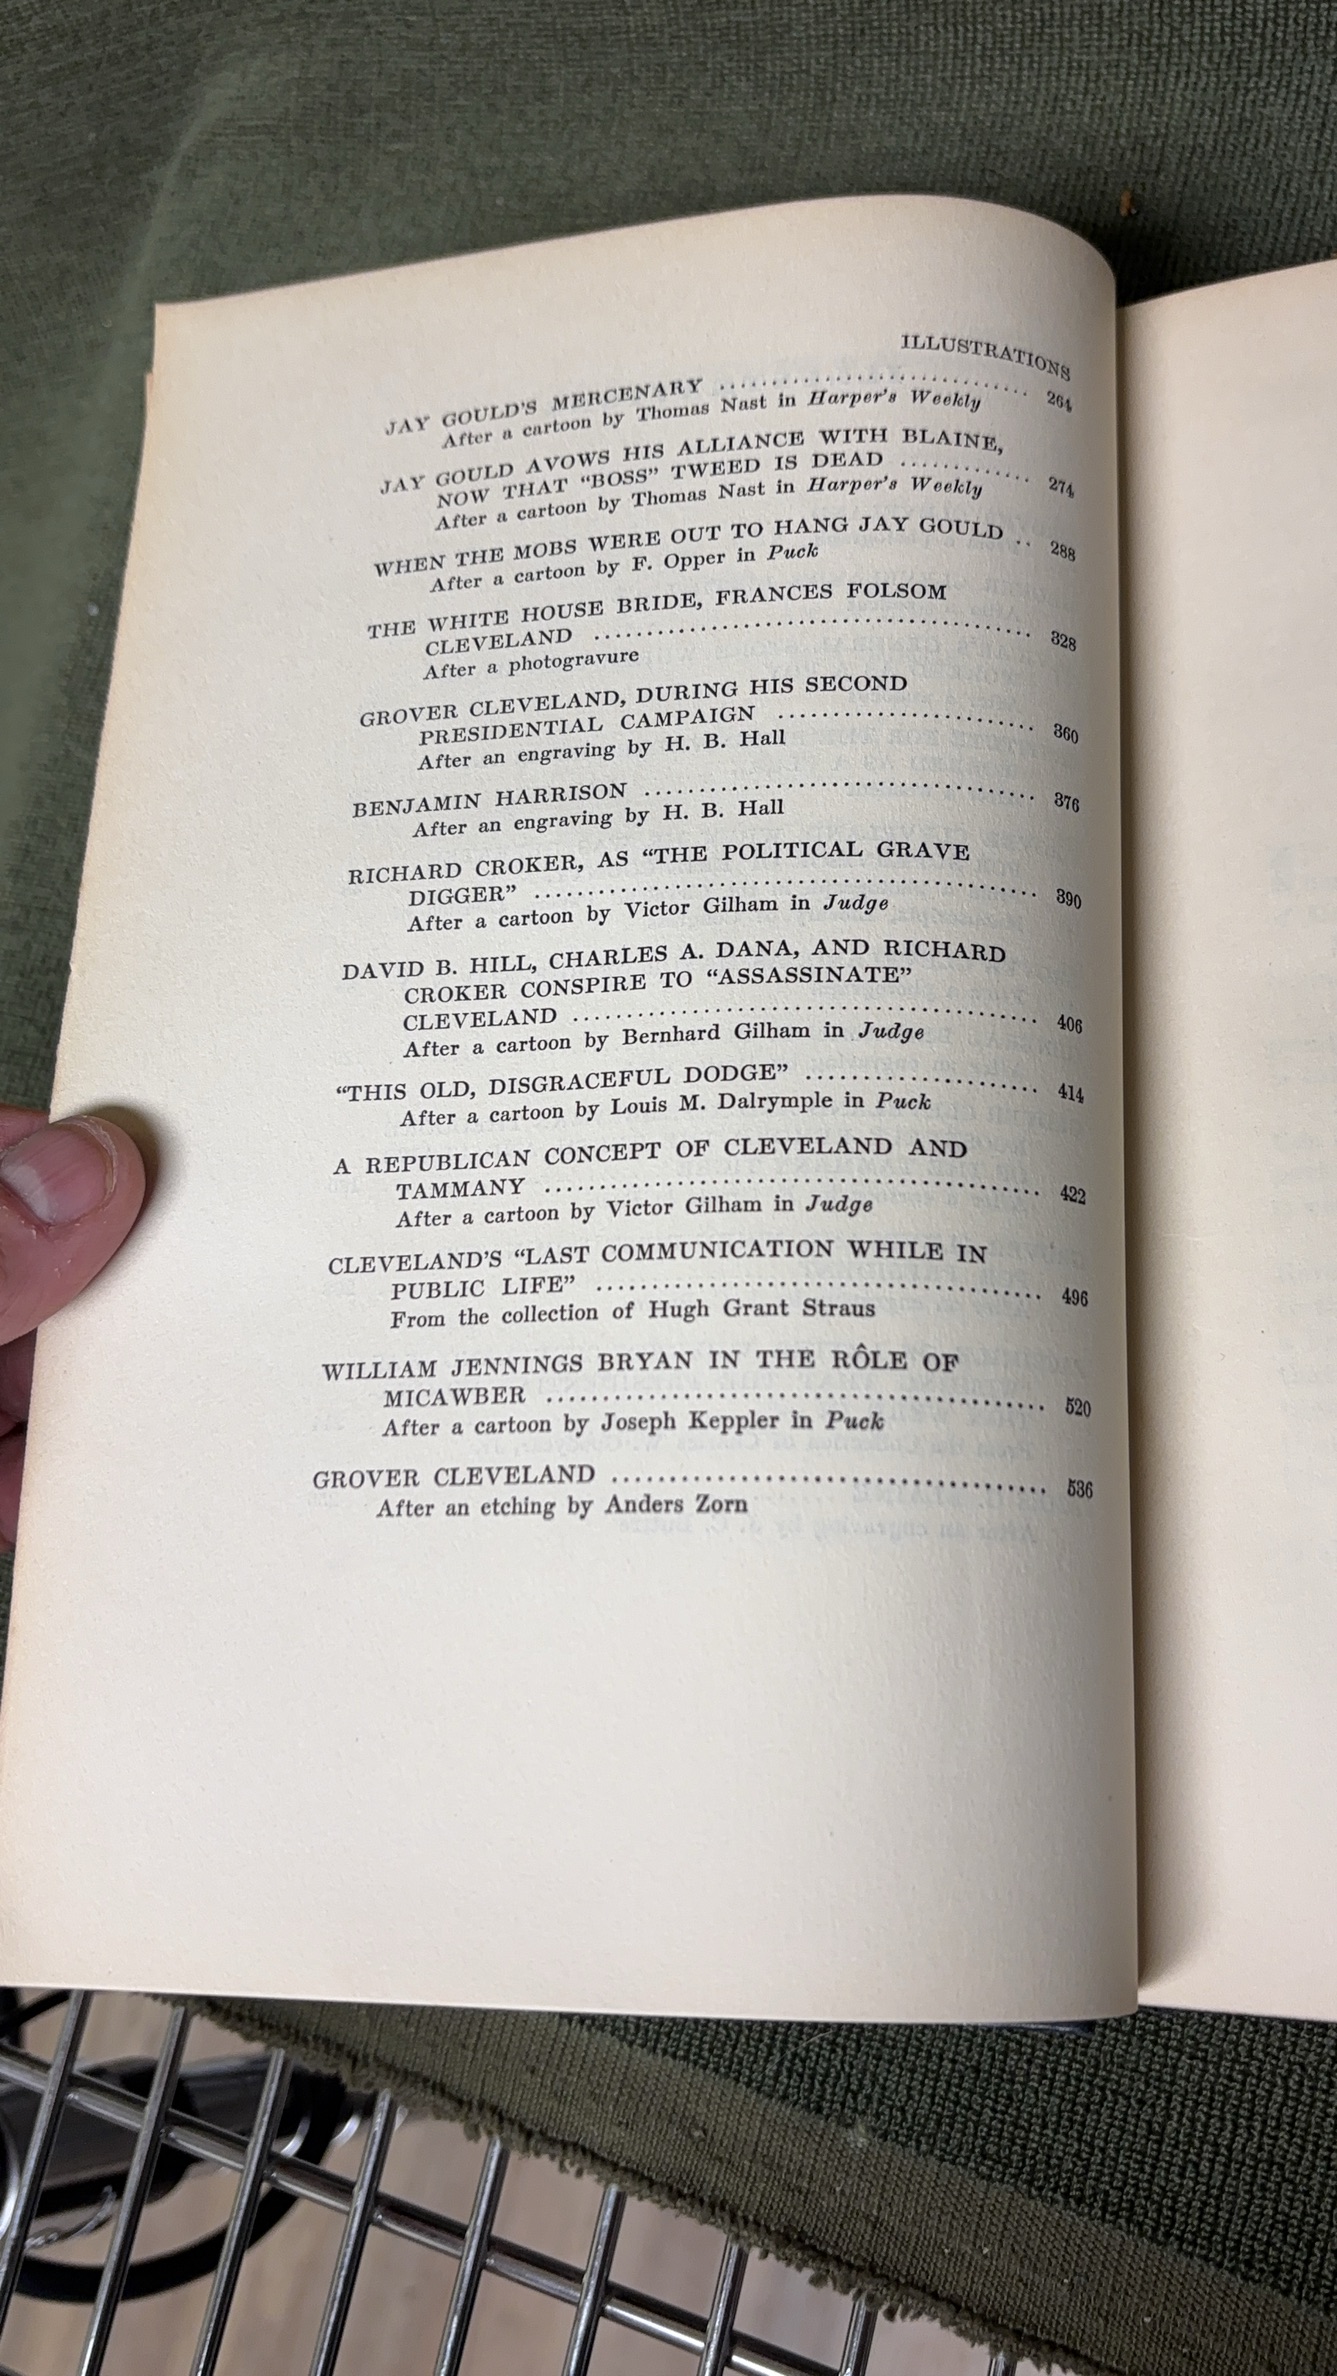 ILLUSTRATIONS
JAY GOULD'S MERCENARY .............................. 264
After a cartoon by Thomas Nast in Harper's Weekly
JAY GOULD AVOWS HIS ALLIANCE WITH BLAINE,
NOW THAT “BOSS” TWEED IS DEAD ............. 274
After a cartoon by Thomas Nast in Harper's Weekly
WHEN THE MOBS WERE OUT TO HANG JAY GOULD .. 288
After a cartoon by F. Opper in Puck
THE WHITE HOUSE BRIDE, FRANCES FOLSOM
CLEVELAND ........................................ 328
After a photogravure
GROVER CLEVELAND, DURING HIS SECOND
PRESIDENTIAL CAMPAIGN ........................ 360
After an engraving by H. B. Hall
BENJAMIN HARRISON .................................... 376
After an engraving by H. B. Hall
RICHARD CROKER, AS “THE POLITICAL GRAVE
DIGGER” .............................................. 390
After a cartoon by Victor Gilham in Judge
DAVID B. HILL, CHARLES A. DANA, AND RICHARD
CROKER CONSPIRE TO “ASSASSINATE”
CLEVELAND .......................................... 406
After a cartoon by Bernhard Gilham in Judge
“THIS OLD, DISGRACEFUL DODGE” ..................... 414
After a cartoon by Louis M. Dalrymple in Puck
A REPUBLICAN CONCEPT OF CLEVELAND AND
TAMMANY ............................................. 422
After a cartoon by Victor Gilham in Judge
CLEVELAND'S “LAST COMMUNICATION WHILE IN
PUBLIC LIFE” ........................................ 496
From the collection of Hugh Grant Straus
WILLIAM JENNINGS BRYAN IN THE RÔLE OF
MICAWBER ............................................ 520
After a cartoon by Joseph Keppler in Puck
GROVER CLEVELAND ...................................... 536
After an etching by Anders Zorn